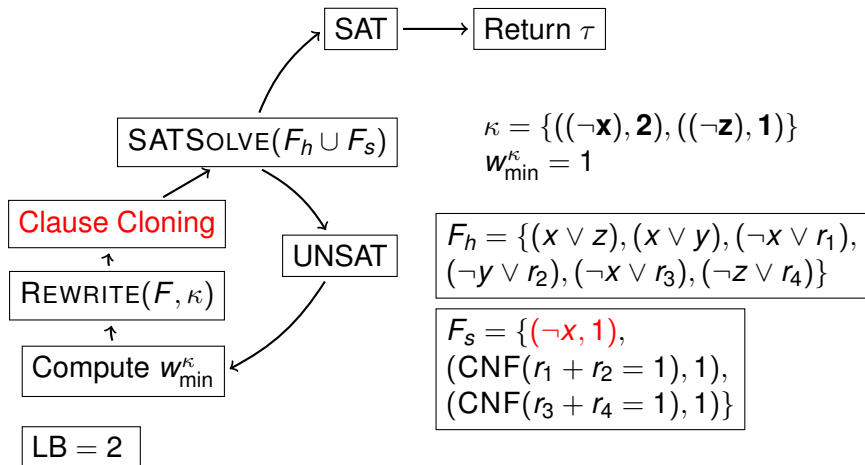 SAT
Return τ
SATSOLVE(F_h ∪ F_s)
κ = {((¬x), 2), ((¬z), 1)}
w^κ_min = 1
Clause Cloning
UNSAT
F_h = {(x ∨ z), (x ∨ y), (¬x ∨ r_1),
(¬y ∨ r_2), (¬x ∨ r_3), (¬z ∨ r_4)}
REWRITE(F, κ)
F_s = {(¬x, 1),
(CNF(r_1 + r_2 = 1), 1),
(CNF(r_3 + r_4 = 1), 1)}
Compute w^κ_min
LB = 2